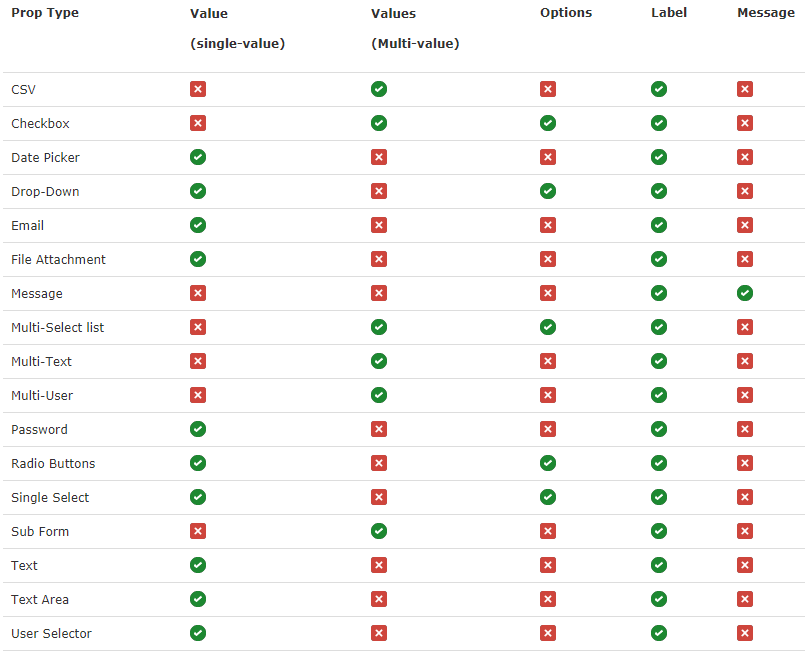 Prop Type Value Values Options Label Message
(single-value) (Multi-value)
CSV
Checkbox
Date Picker
Drop-Down
Email
File Attachment
Message
Multi-Select list
Multi-Text
Multi-User
Password
Radio Buttons
Single Select
Sub Form
Text
Text Area
User Selector